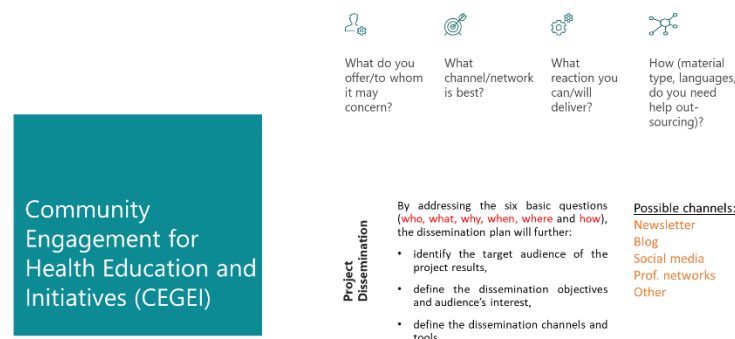 What do you
offer/to whom
it may
concern?
What
channel/network
is best?
What
reaction you
can/will
deliver?
How (material
type, languages,
do you need
help out-
sourcing)?
Community
Engagement for
Health Education and
Initiatives (CEGEI)
Project
Dissemination
By addressing the six basic questions
(who, what, why, when, where and how),
the dissemination plan will further:
• identify the target audience of the
project results,
• define the dissemination objectives
and audience's interest,
• define the dissemination channels and
tools
Possible channels:
Newsletter
Blog
Social media
Prof. networks
Other